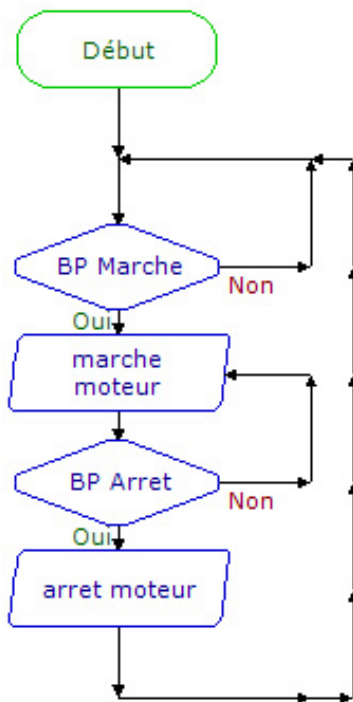 Début
BP Marche
Non
Oui
marche
moteur
BP Arret
Non
Oui
arret moteur